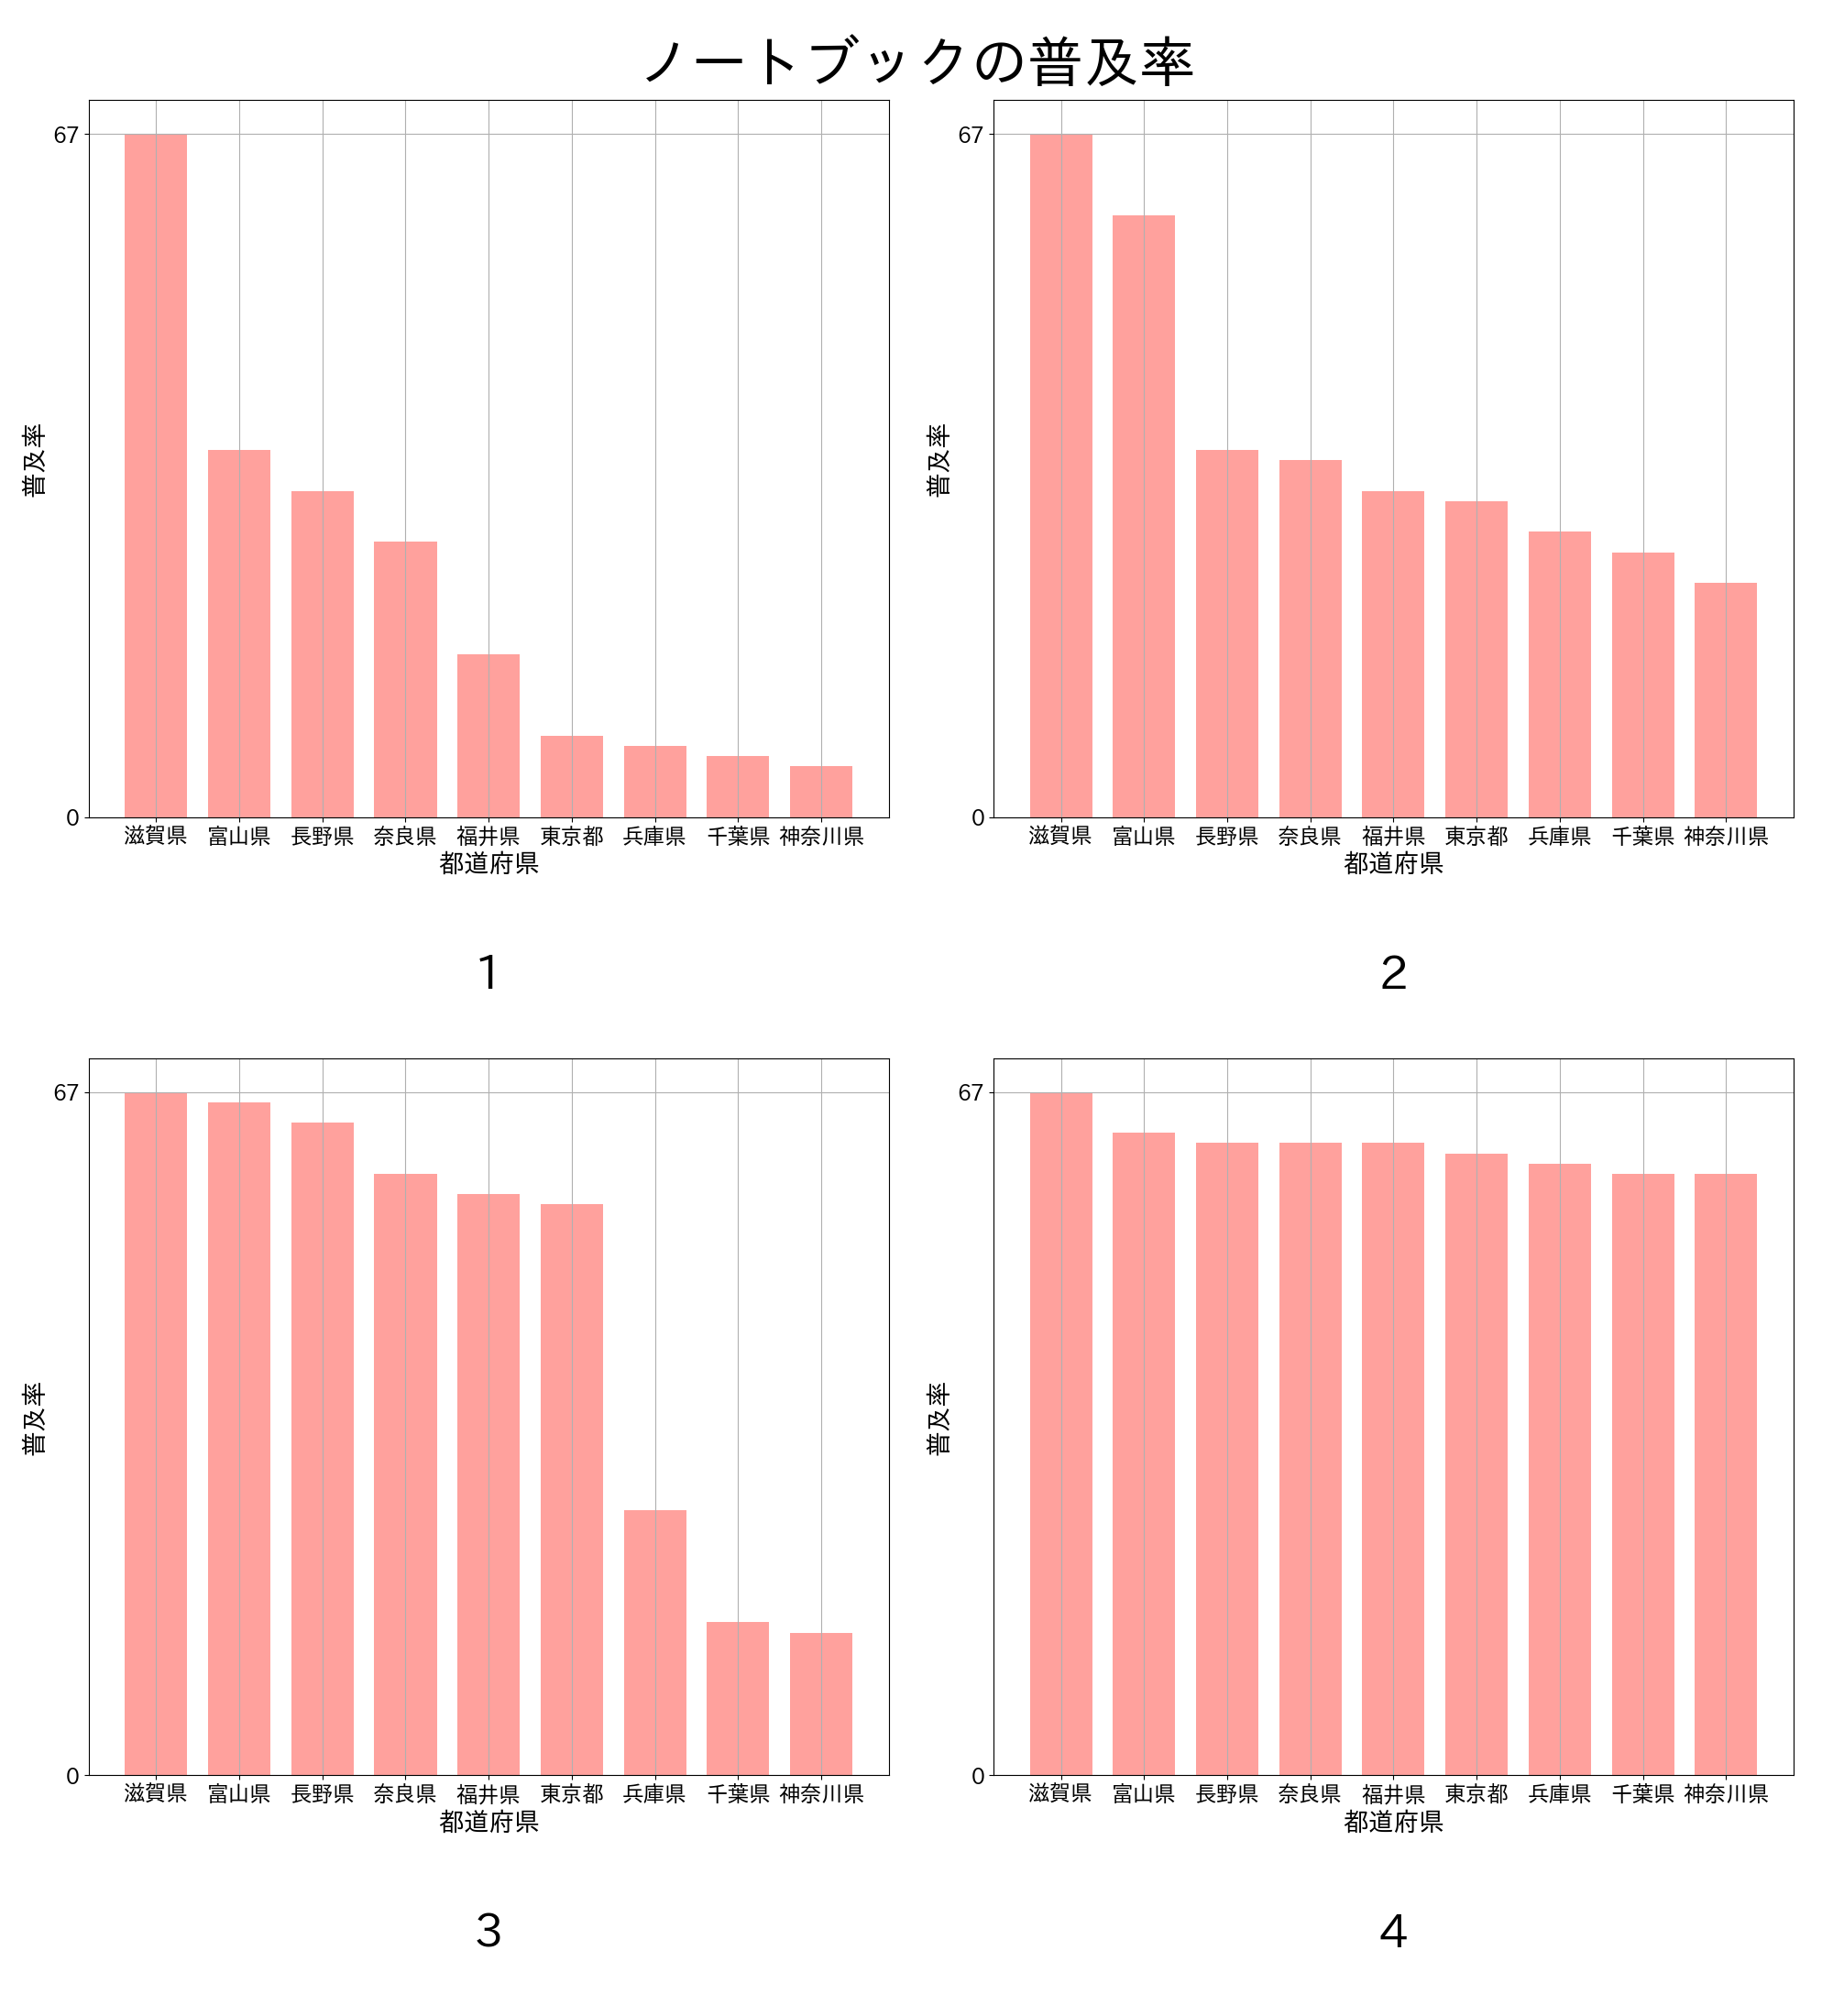 ノートブックの普及率
67
普及率
0
滋賀県 富山県 長野県 奈良県 福井県 東京都 兵庫県 千葉県 神奈川県
都道府県
1
67
普及率
0
滋賀県 富山県 長野県 奈良県 福井県 東京都 兵庫県 千葉県 神奈川県
都道府県
2
67
普及率
0
滋賀県 富山県 長野県 奈良県 福井県 東京都 兵庫県 千葉県 神奈川県
都道府県
3
67
普及率
0
滋賀県 富山県 長野県 奈良県 福井県 東京都 兵庫県 千葉県 神奈川県
都道府県
4